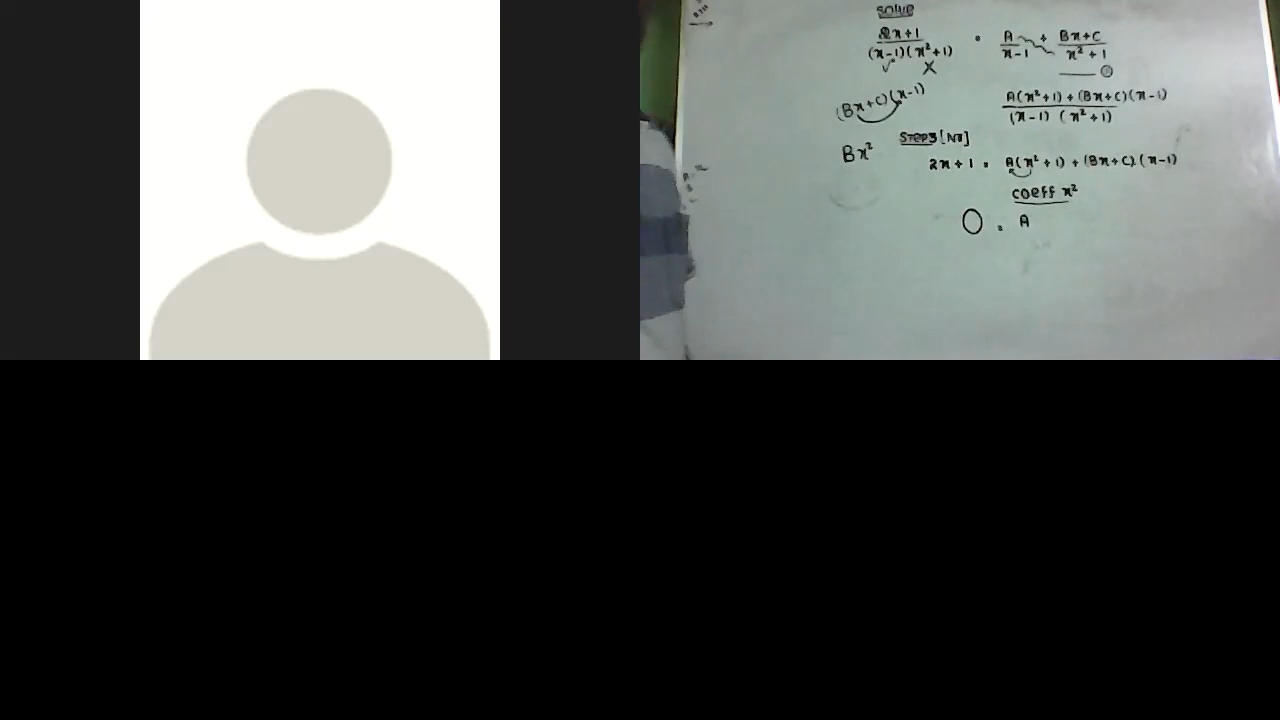 SOLVE
2x+1 / (x-1)(x²+1) = A / x-1 + Bx+C / x²+1
(Bx+C)(x-1)
A(x²+1) + (Bx+C)(x-1) / (x-1) (x²+1)
STEP3 [Nr]
Bx²
2x + 1 = A(x²+1) + (Bx+C).(x-1)
coeff x²
0 = A